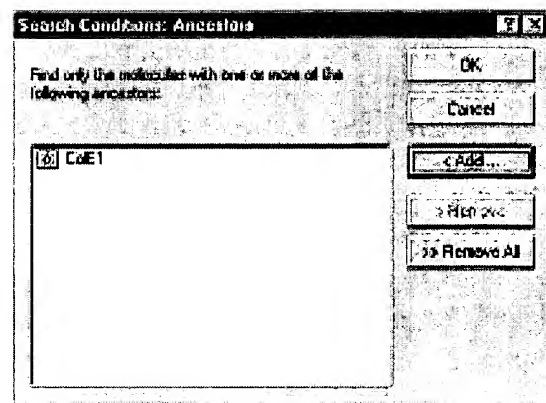 Search Conditions: Ancestors
Find only the molecules with one or more of the
following ancestors:
OK
Cancel
ColE1
< Add...
> Remove
>> Remove All